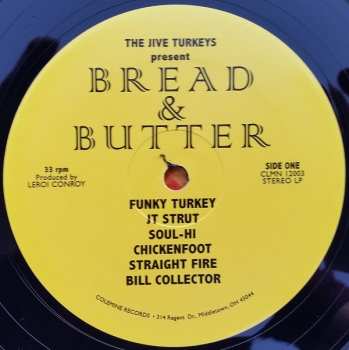 THE JIVE TURKEYS
present
BREAD
&
BUTTER
33 rpm
Produced by
LEROI CONROY
SIDE ONE
CLMN 12003
STEREO LP
FUNKY TURKEY
JT STRUT
SOUL-HI
CHICKENFOOT
STRAIGHT FIRE
BILL COLLECTOR
COLEMINE RECORDS • 314 Regent Dr., Middletown, OH 45044